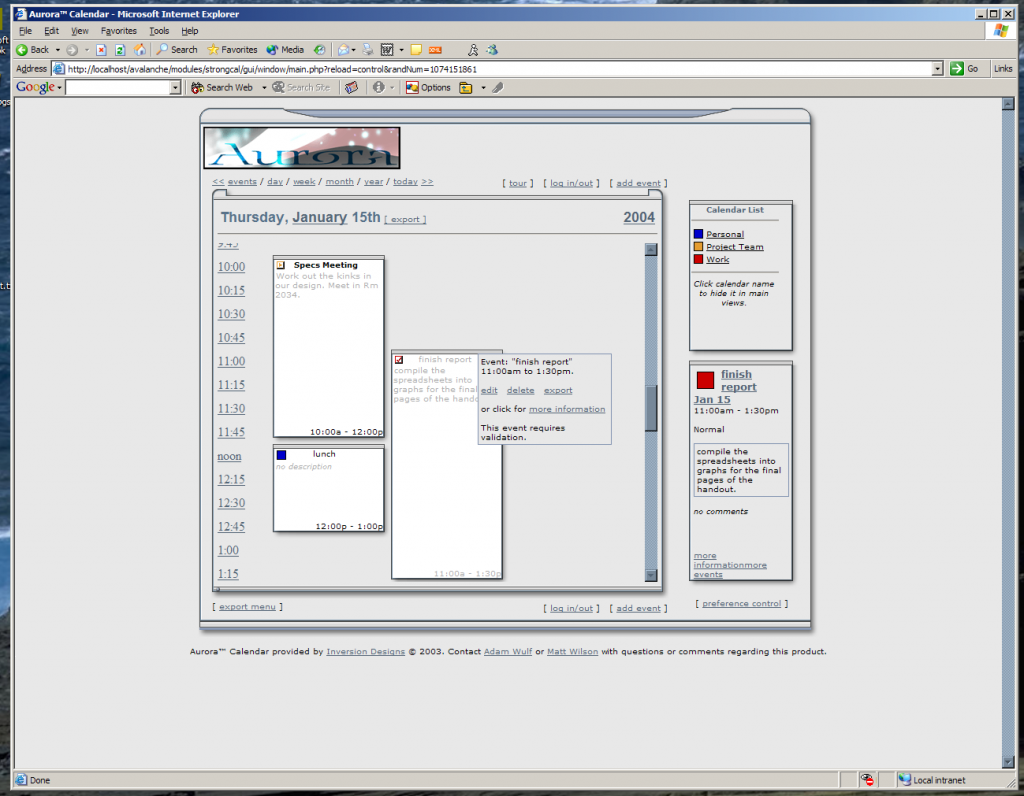 Aurora™ Calendar - Microsoft Internet Explorer
File Edit View Favorites Tools Help
Back Search Favorites Media
Address http://localhost/avalanche/modules/strongcal/gui/window/main.php?reload=control&randNum=1074151861 Go Links
Google Search Web Search Site Options
Aurora
<< events / day / week / month / year / today >> [ tour ] [ log in/out ] [ add event ]
Thursday, January 15th [ export ] 2004
9:45
10:00
10:15
10:30
10:45
11:00
11:15
11:30
11:45
noon
12:15
12:30
12:45
1:00
1:15
Specs Meeting
Work out the kinks in
our design. Meet in Rm
2034.
10:00a - 12:00p
lunch
no description
12:00p - 1:00p
finish report
compile the
spreadsheets into
graphs for the final
pages of the hando
11:00a - 1:30p
Event: "finish report"
11:00am to 1:30pm.
edit delete export
or click for more information
This event requires
validation.
Calendar List
Personal
Project Team
Work
Click calendar name
to hide it in main
views.
finish
report
Jan 15
11:00am - 1:30pm
Normal
compile the
spreadsheets into
graphs for the final
pages of the
handout.
no comments
more
informationmore
events
[ export menu ] [ log in/out ] [ add event ] [ preference control ]
Aurora™ Calendar provided by Inversion Designs © 2003. Contact Adam Wulf or Matt Wilson with questions or comments regarding this product.
Done Local intranet